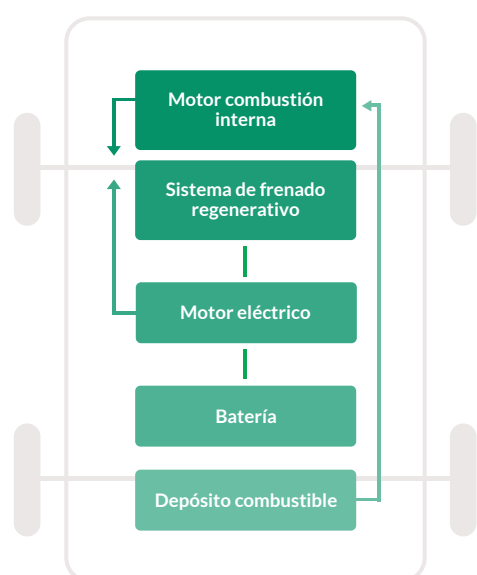 Motor combustión
interna
Sistema de frenado
regenerativo
Motor eléctrico
Batería
Depósito combustible